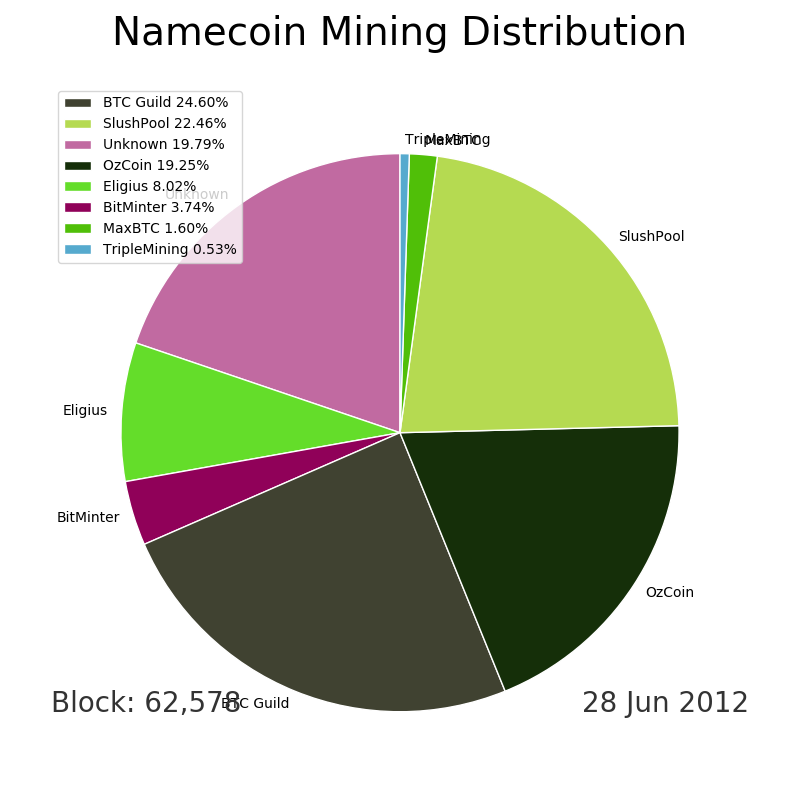 Namecoin Mining Distribution
BTC Guild 24.60%
SlushPool 22.46%
Unknown 19.79%
OzCoin 19.25%
Eligius 8.02%
BitMinter 3.74%
MaxBTC 1.60%
TripleMining 0.53%
TripleMining
MaxBTC
Unknown
SlushPool
Eligius
BitMinter
OzCoin
BTC Guild
Block: 62,578
28 Jun 2012